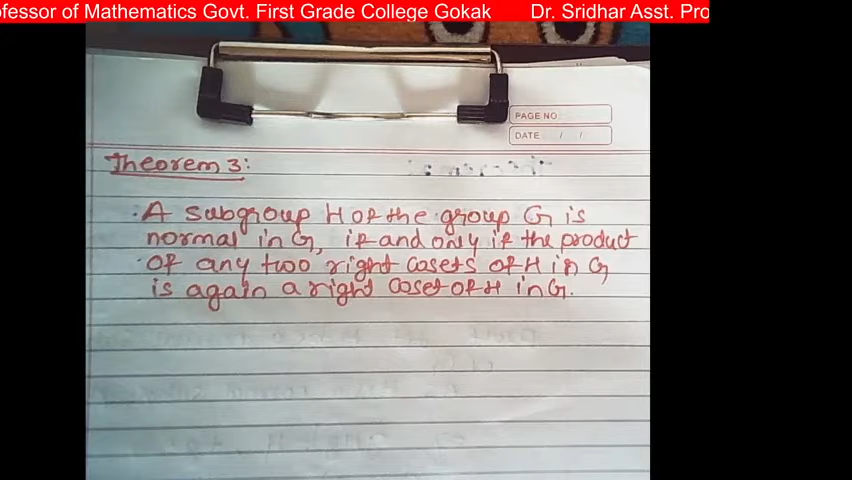 ofessor of Mathematics Govt. First Grade College Gokak Dr. Sridhar Asst. Pro
PAGE NO.
DATE / /
Theorem 3:
A subgroup H of the group G is
normal in G, if and only if the product
of any two right cosets of H in G
is again a right coset of H in G.